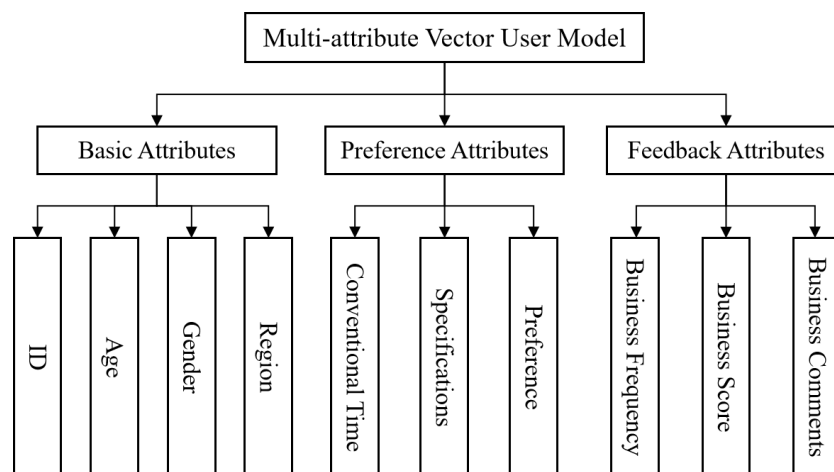 Multi-attribute Vector User Model
Basic Attributes
Preference Attributes
Feedback Attributes
ID
Age
Gender
Region
Conventional Time
Specifications
Preference
Business Frequency
Business Score
Business Comments